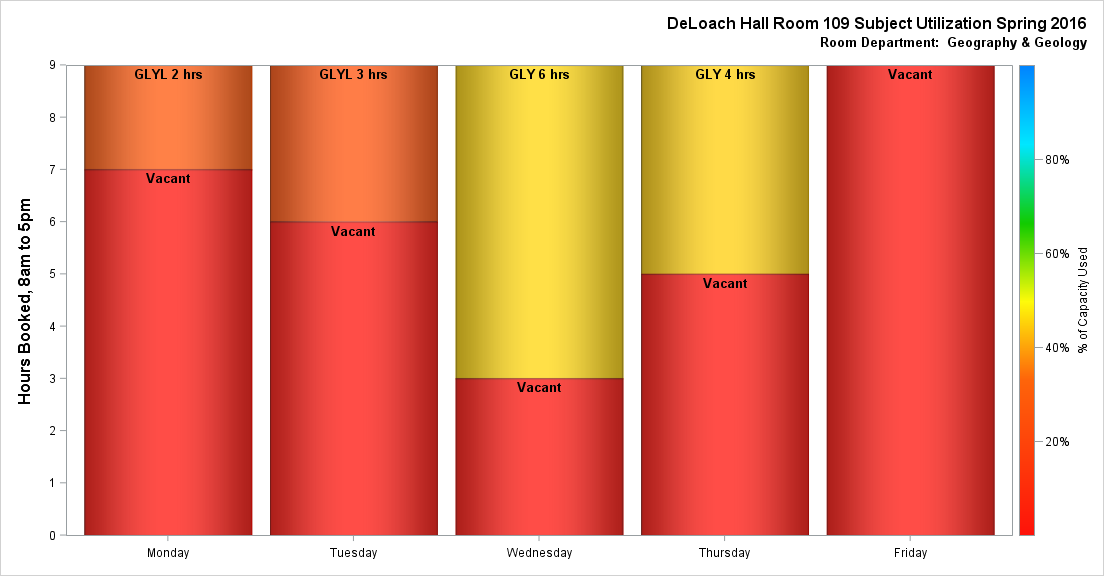 DeLoach Hall Room 109 Subject Utilization Spring 2016
Room Department: Geography & Geology
Hours Booked, 8am to 5pm
9
8
7
6
5
4
3
2
1
0
GLYL 2 hrs
Vacant
GLYL 3 hrs
Vacant
GLY 6 hrs
Vacant
GLY 4 hrs
Vacant
Vacant
Monday
Tuesday
Wednesday
Thursday
Friday
80%
60%
40%
20%
% of Capacity Used